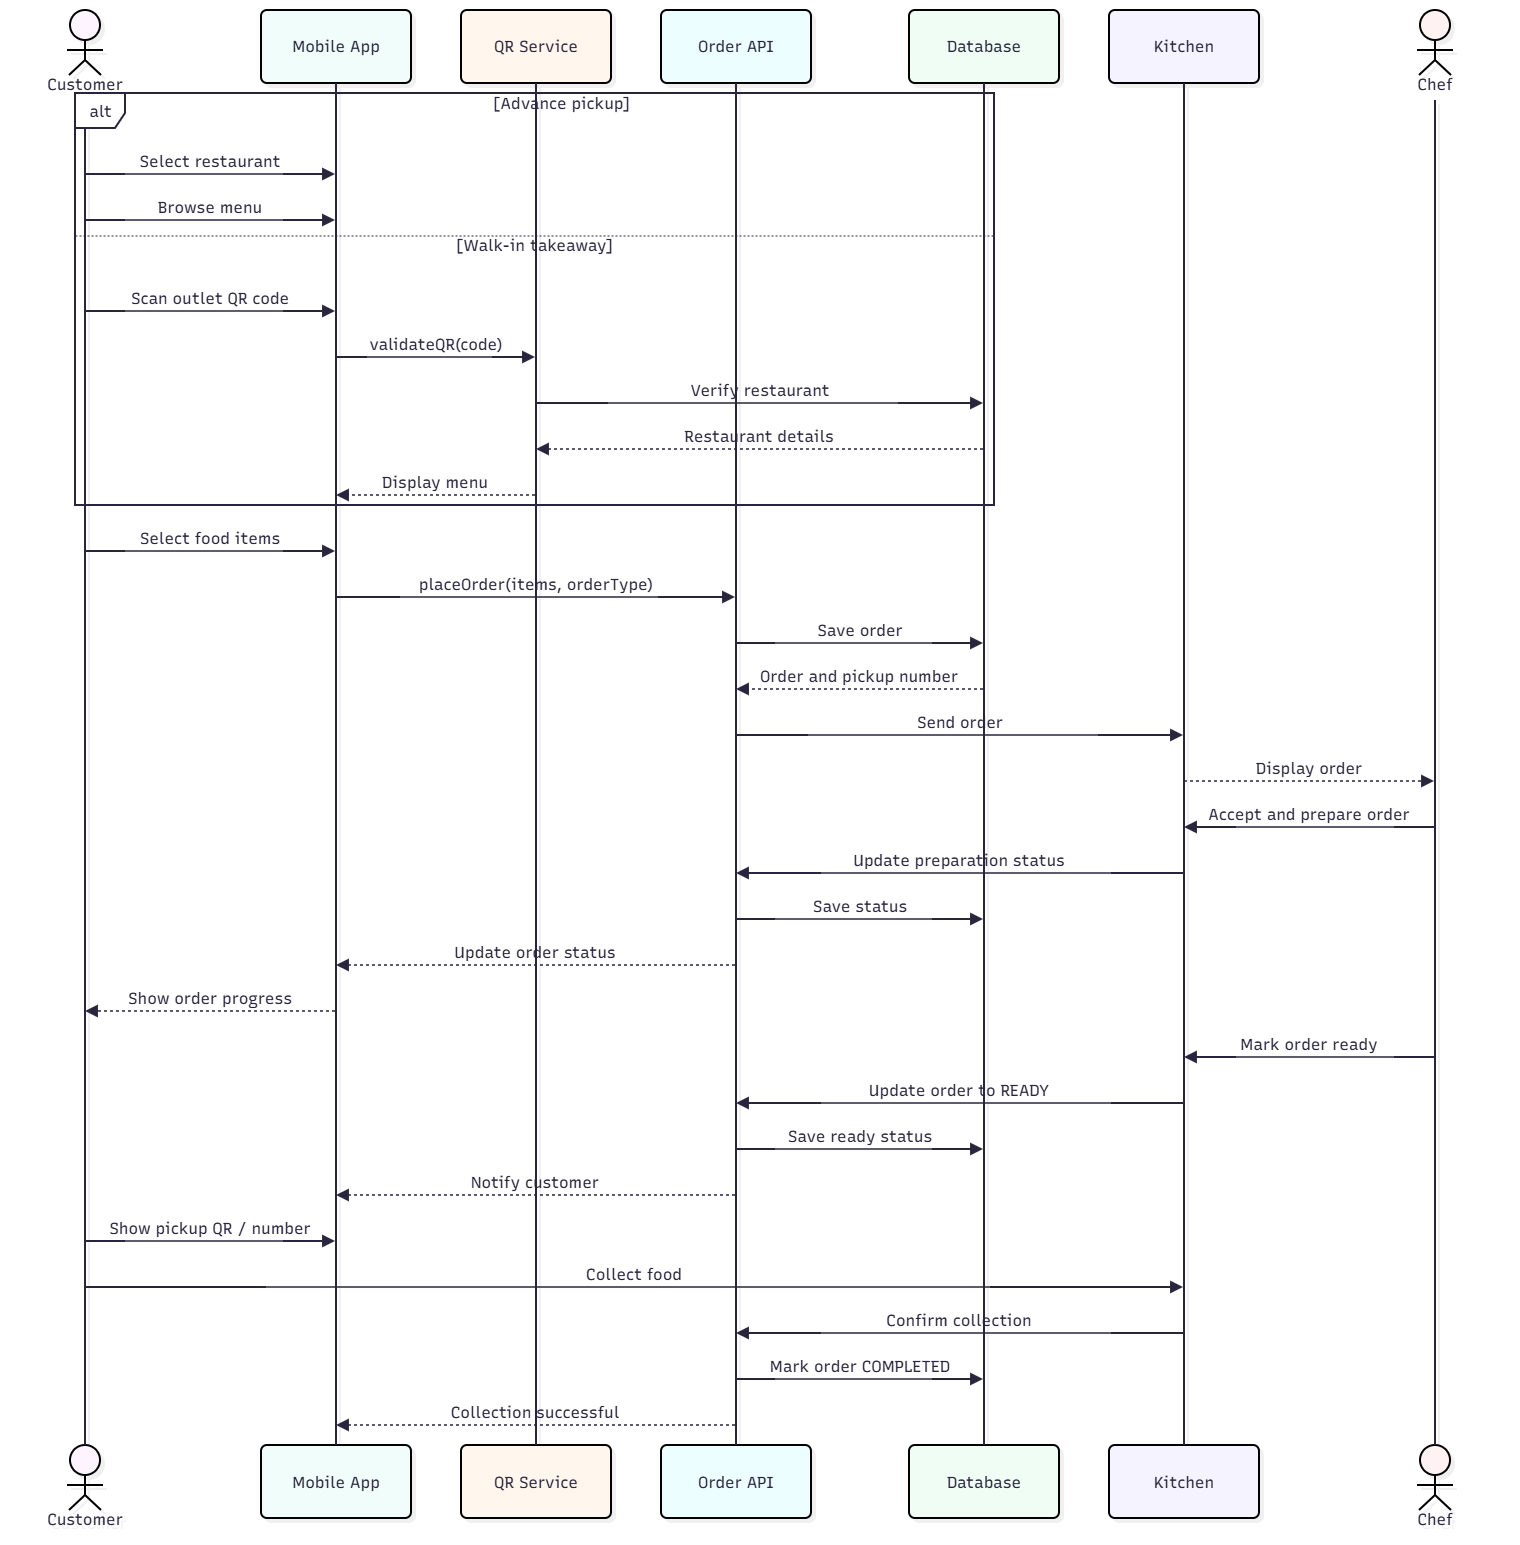 Customer
Mobile App
QR Service
Order API
Database
Kitchen
Chef
alt
[Advance pickup]
Select restaurant
Browse menu
[Walk-in takeaway]
Scan outlet QR code
validateQR(code)
Verify restaurant
Restaurant details
Display menu
Select food items
placeOrder(items, orderType)
Save order
Order and pickup number
Send order
Display order
Accept and prepare order
Update preparation status
Save status
Update order status
Show order progress
Mark order ready
Update order to READY
Save ready status
Notify customer
Show pickup QR / number
Collect food
Confirm collection
Mark order COMPLETED
Collection successful
Customer
Mobile App
QR Service
Order API
Database
Kitchen
Chef